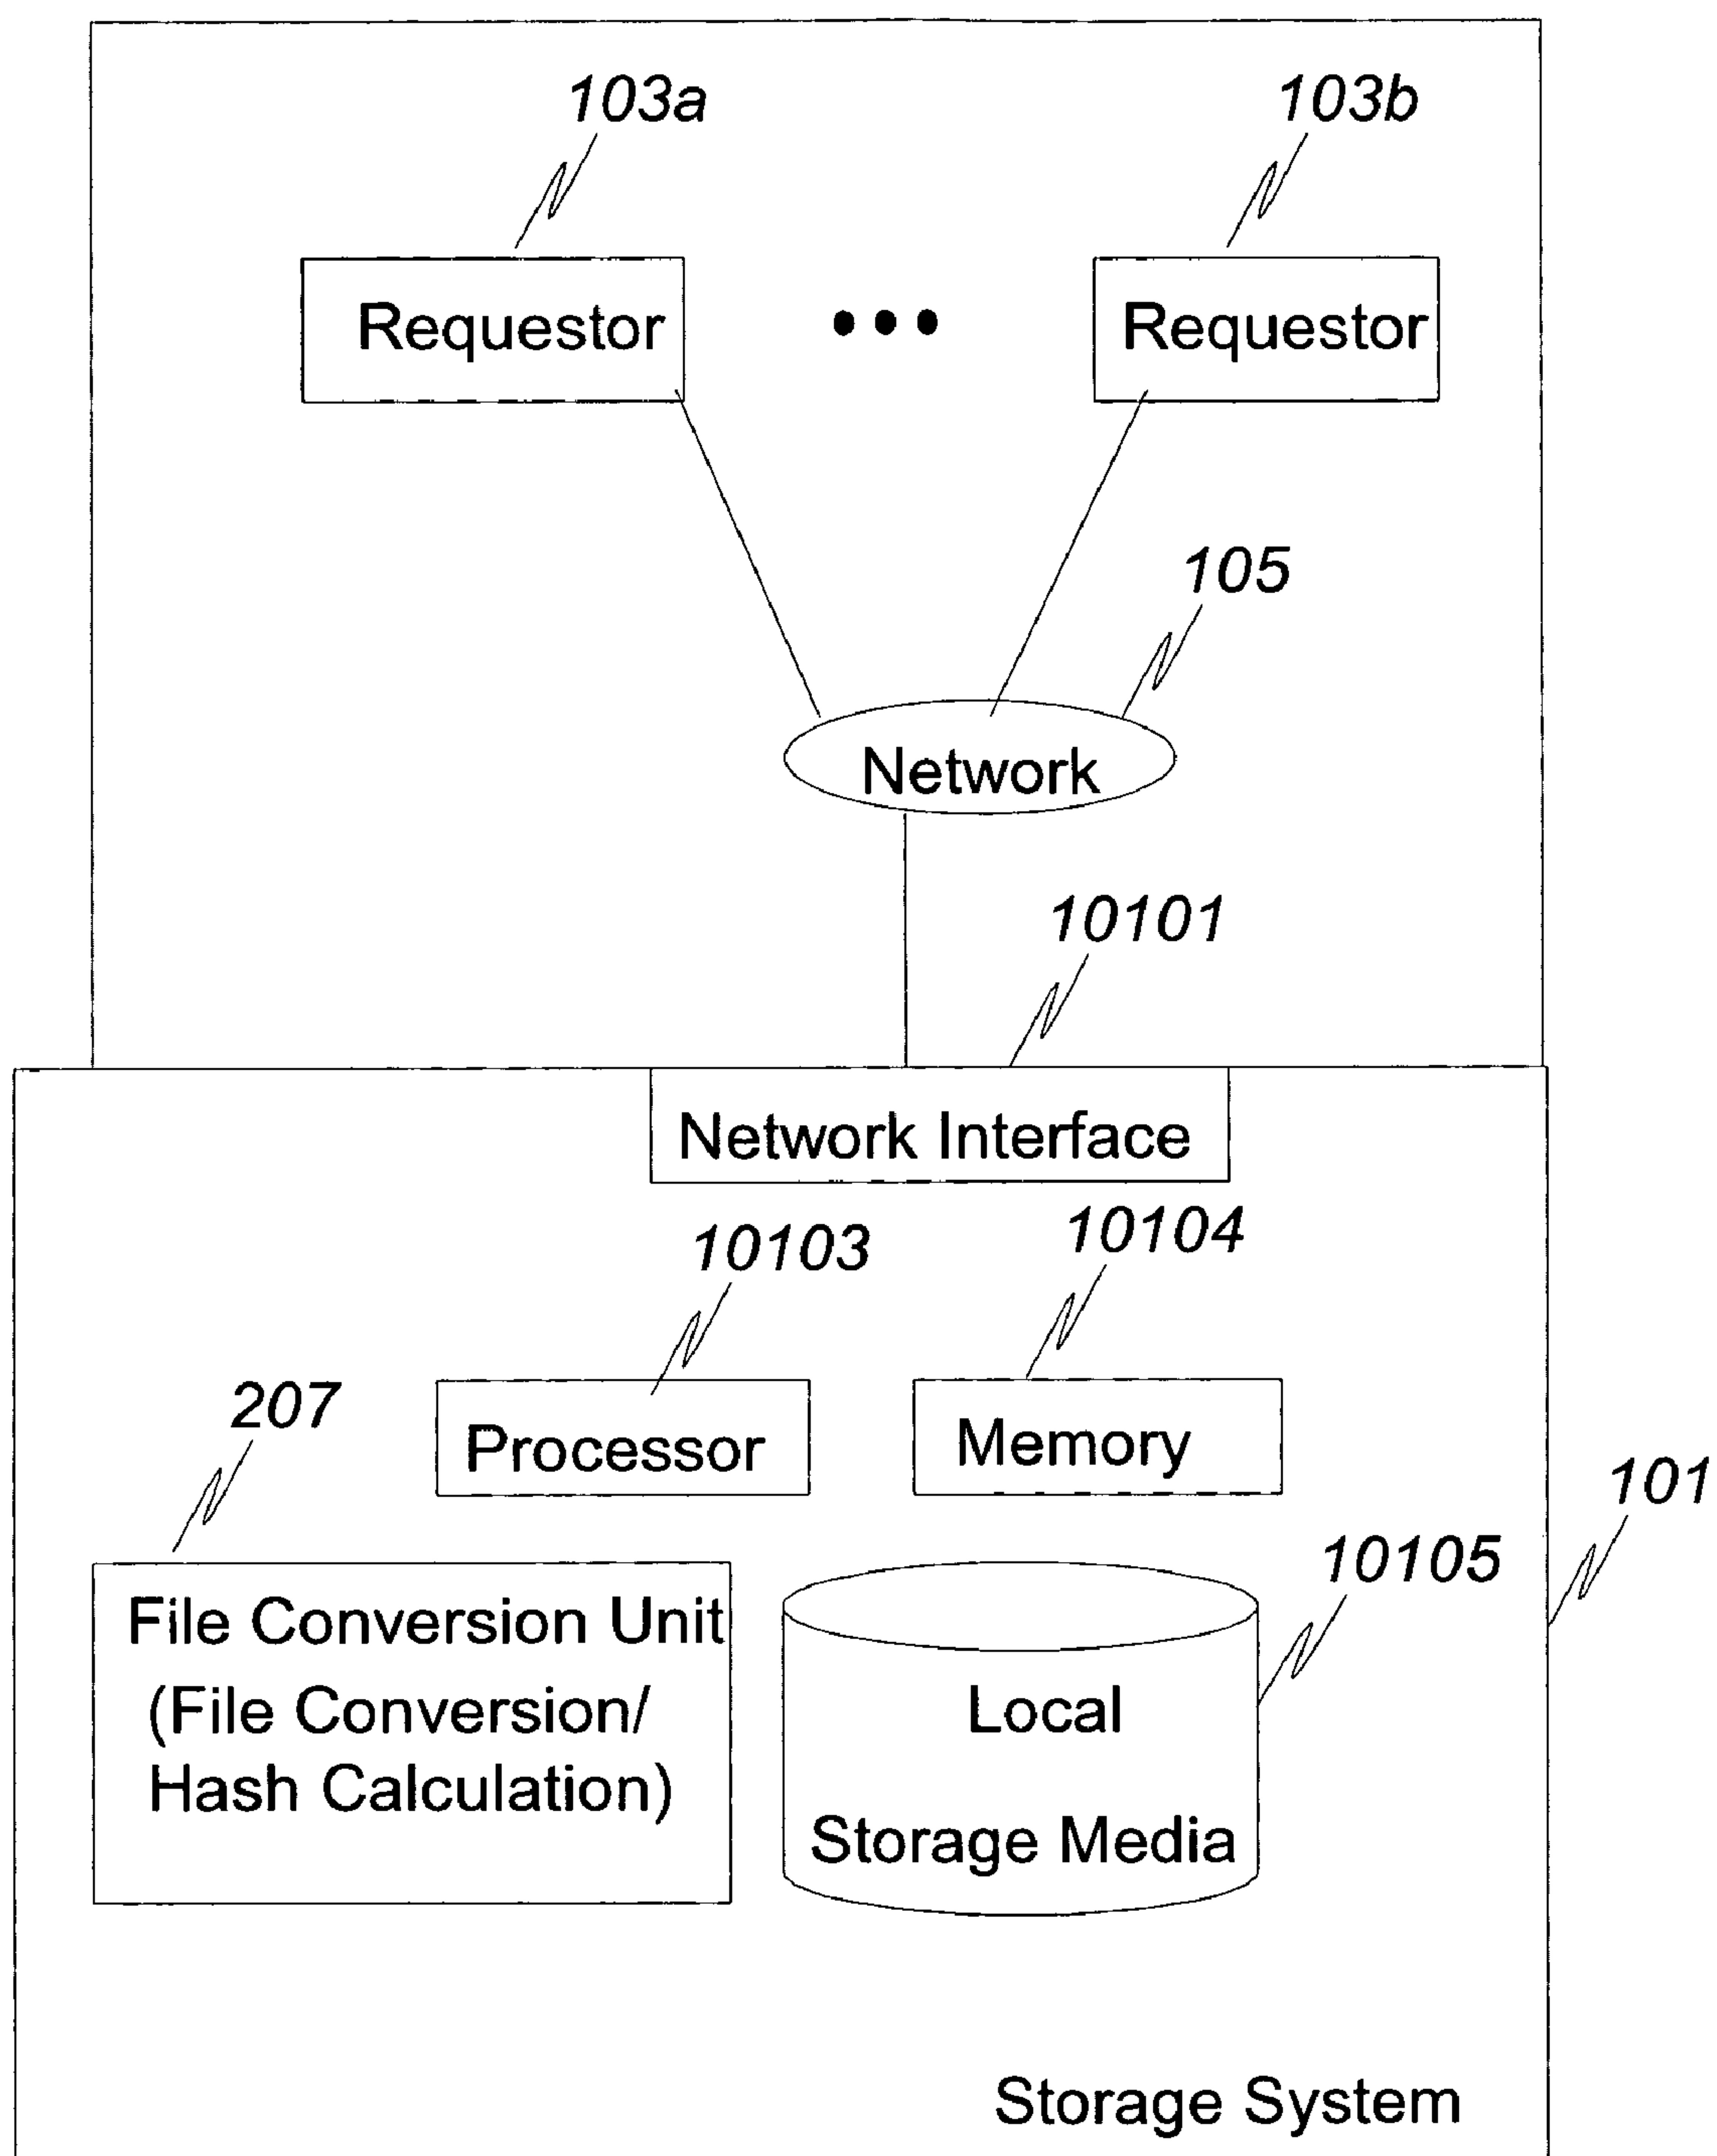 103a
103b
Requestor
•••
Requestor
105
Network
10101
Network Interface
10103
10104
207
Processor
Memory
101
10105
File Conversion Unit
(File Conversion/
Hash Calculation)
Local
Storage Media
Storage System